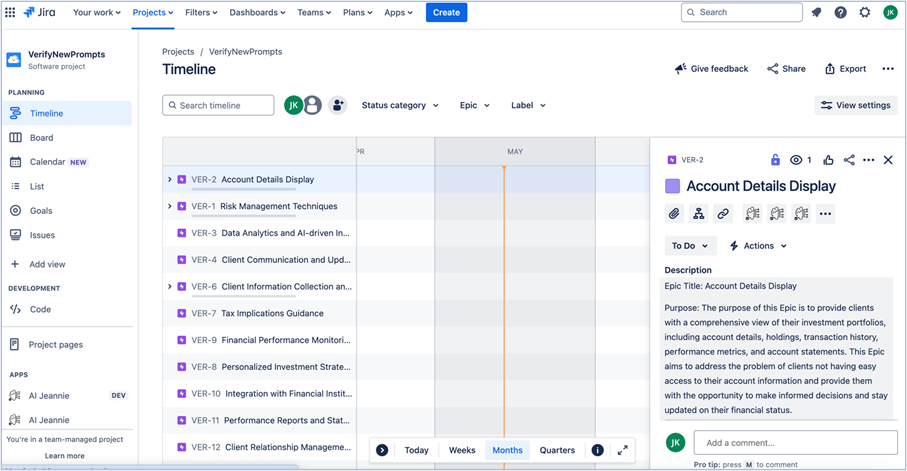 Jira
Your work
Projects
Filters
Dashboards
Teams
Plans
Apps
Create
Search
JK
VerifyNewPrompts
Software project
PLANNING
Timeline
Board
Calendar NEW
List
Goals
Issues
Add view
DEVELOPMENT
Code
Project pages
APPS
AI Jeannie DEV
AI Jeannie
You're in a team-managed project
Learn more
Projects / VerifyNewPrompts
Timeline
Give feedback
Share
Export
Search timeline
JK
Status category
Epic
Label
View settings
PR
MAY
VER-2 Account Details Display
VER-1 Risk Management Techniques
VER-3 Data Analytics and AI-driven In...
VER-4 Client Communication and Upd...
VER-6 Client Information Collection an...
VER-7 Tax Implications Guidance
VER-9 Financial Performance Monitori...
VER-8 Personalized Investment Strate...
VER-10 Integration with Financial Instit...
VER-11 Performance Reports and Stat...
VER-12 Client Relationship Manageme...
Today
Weeks
Months
Quarters
VER-2
1
Account Details Display
To Do
Actions
Description
Epic Title: Account Details Display
Purpose: The purpose of this Epic is to provide clients
with a comprehensive view of their investment portfolios,
including account details, holdings, transaction history,
performance metrics, and account statements. This Epic
aims to address the problem of clients not having easy
access to their account information and provide them
with the opportunity to make informed decisions and stay
updated on their financial status.
JK
Add a comment...
Pro tip: press M to comment